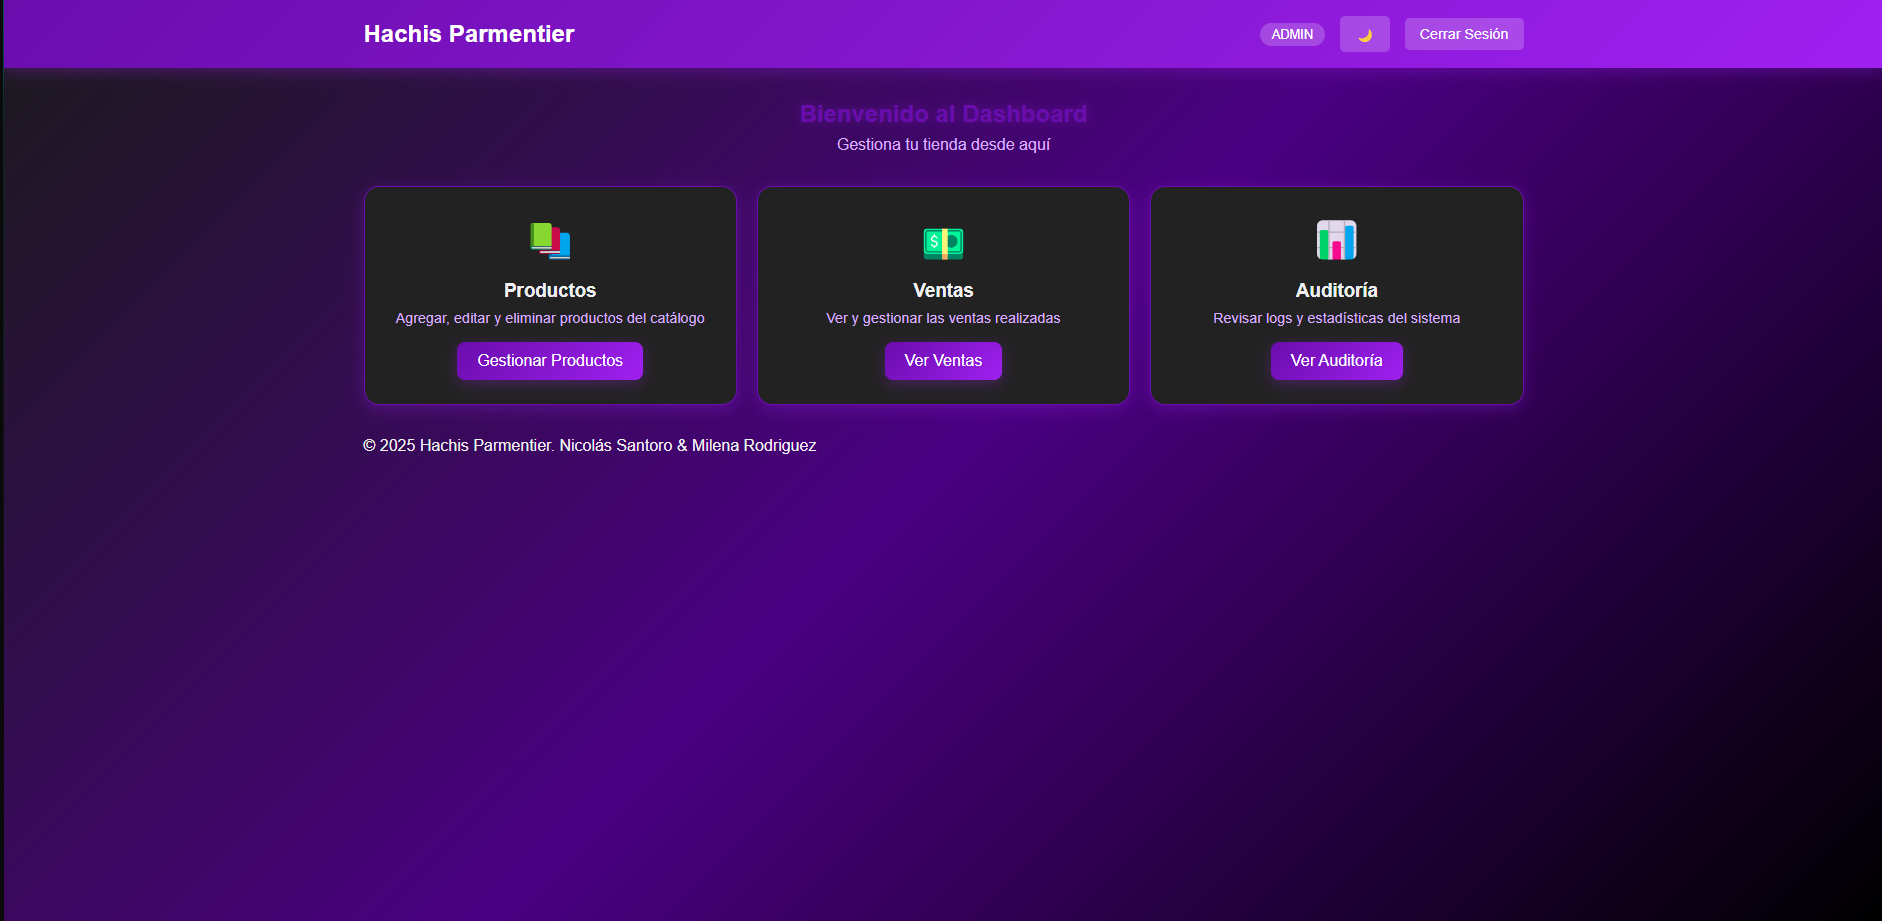 Hachis Parmentier
ADMIN
Cerrar Sesión
Bienvenido al Dashboard
Gestiona tu tienda desde aquí
Productos
Agregar, editar y eliminar productos del catálogo
Gestionar Productos
Ventas
Ver y gestionar las ventas realizadas
Ver Ventas
Auditoría
Revisar logs y estadísticas del sistema
Ver Auditoría
© 2025 Hachis Parmentier. Nicolás Santoro & Milena Rodriguez